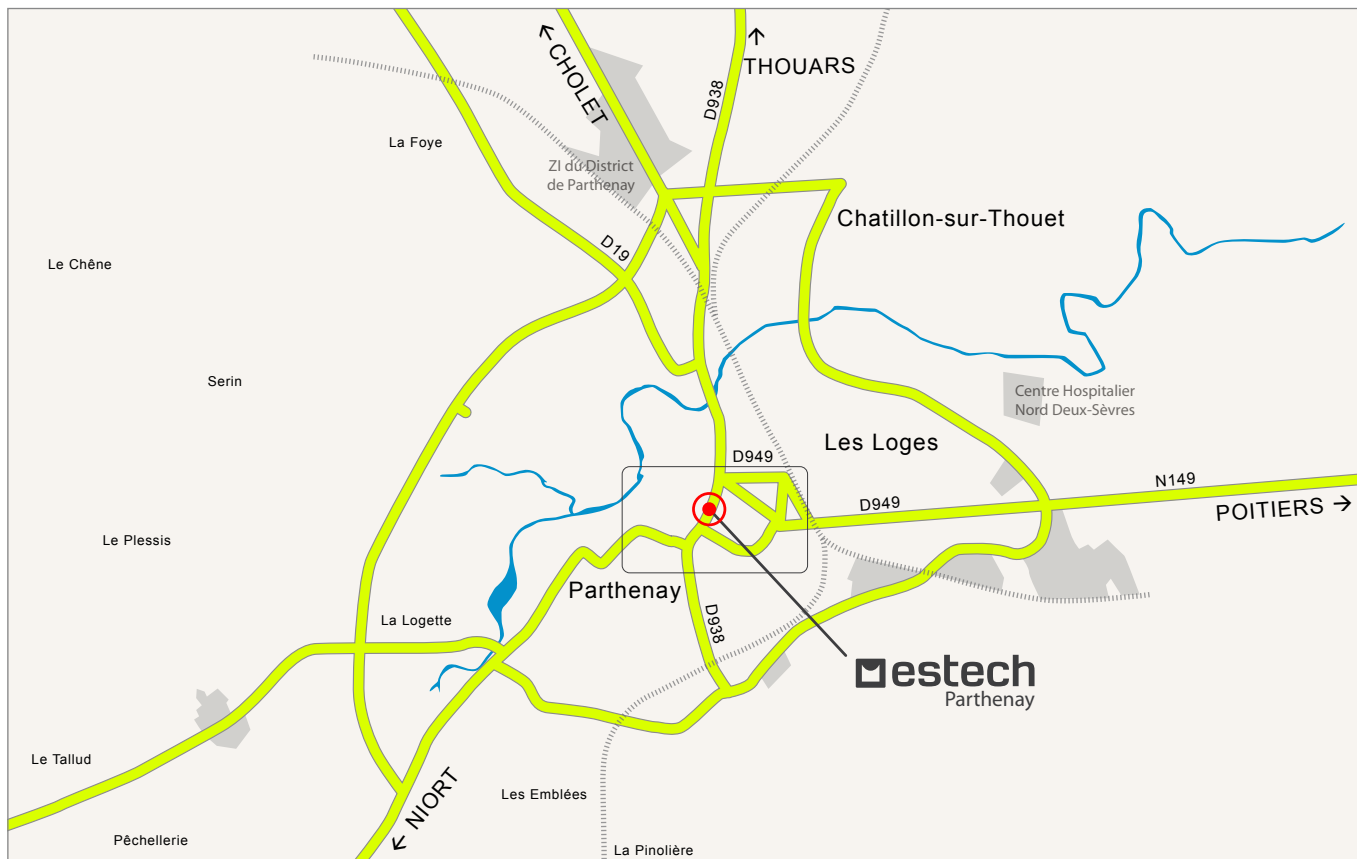 CHOLET
THOUARS
D938
La Foye
ZI du District
de Parthenay
Chatillon-sur-Thouet
D19
Le Chêne
Serin
Centre Hospitalier
Nord Deux-Sèvres
Les Loges
D949
N149
D949
POITIERS
Le Plessis
Parthenay
La Logette
D938
estech
Parthenay
Le Tallud
NIORT
Les Emblées
Pêchellerie
La Pinolière